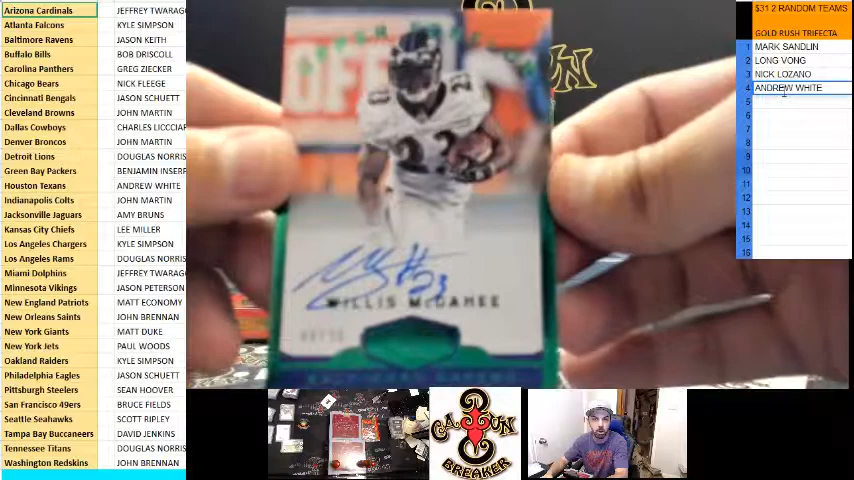 Arizona Cardinals JEFFREY TWARAG
Atlanta Falcons KYLE SIMPSON
Baltimore Ravens JASON KEITH
Buffalo Bills BOB DRISCOLL
Carolina Panthers GREG ZIECKER
Chicago Bears NICK FLEEGE
Cincinnati Bengals JASON SCHUETT
Cleveland Browns JOHN MARTIN
Dallas Cowboys CHARLES LICCCIAR
Denver Broncos JOHN MARTIN
Detroit Lions DOUGLAS NORRIS
Green Bay Packers BENJAMIN INSERF
Houston Texans ANDREW WHITE
Indianapolis Colts JOHN MARTIN
Jacksonville Jaguars AMY BRUNS
Kansas City Chiefs LEE MILLER
Los Angeles Chargers KYLE SIMPSON
Los Angeles Rams DOUGLAS NORRIS
Miami Dolphins JEFFREY TWARAG
Minnesota Vikings JASON PETERSON
New England Patriots MATT ECONOMY
New Orleans Saints JOHN BRENNAN
New York Giants MATT DUKE
New York Jets PAUL WOODS
Oakland Raiders KYLE SIMPSON
Philadelphia Eagles JASON SCHUETT
Pittsburgh Steelers SEAN HOOVER
San Francisco 49ers BRUCE FIELDS
Seattle Seahawks SCOTT RIPLEY
Tampa Bay Buccaneers DAVID JENKINS
Tennessee Titans DOUGLAS NORRIS
Washington Redskins JOHN BRENNAN
23
#23
WILLIS McGAHEE
CAJUN
BREAKER
$31 2 RANDOM TEAMS
GOLD RUSH TRIFECTA
1 MARK SANDLIN
2 LONG VONG
3 NICK LOZANO
4 ANDREW WHITE
5
6
7
8
9
10
11
12
13
14
15
16